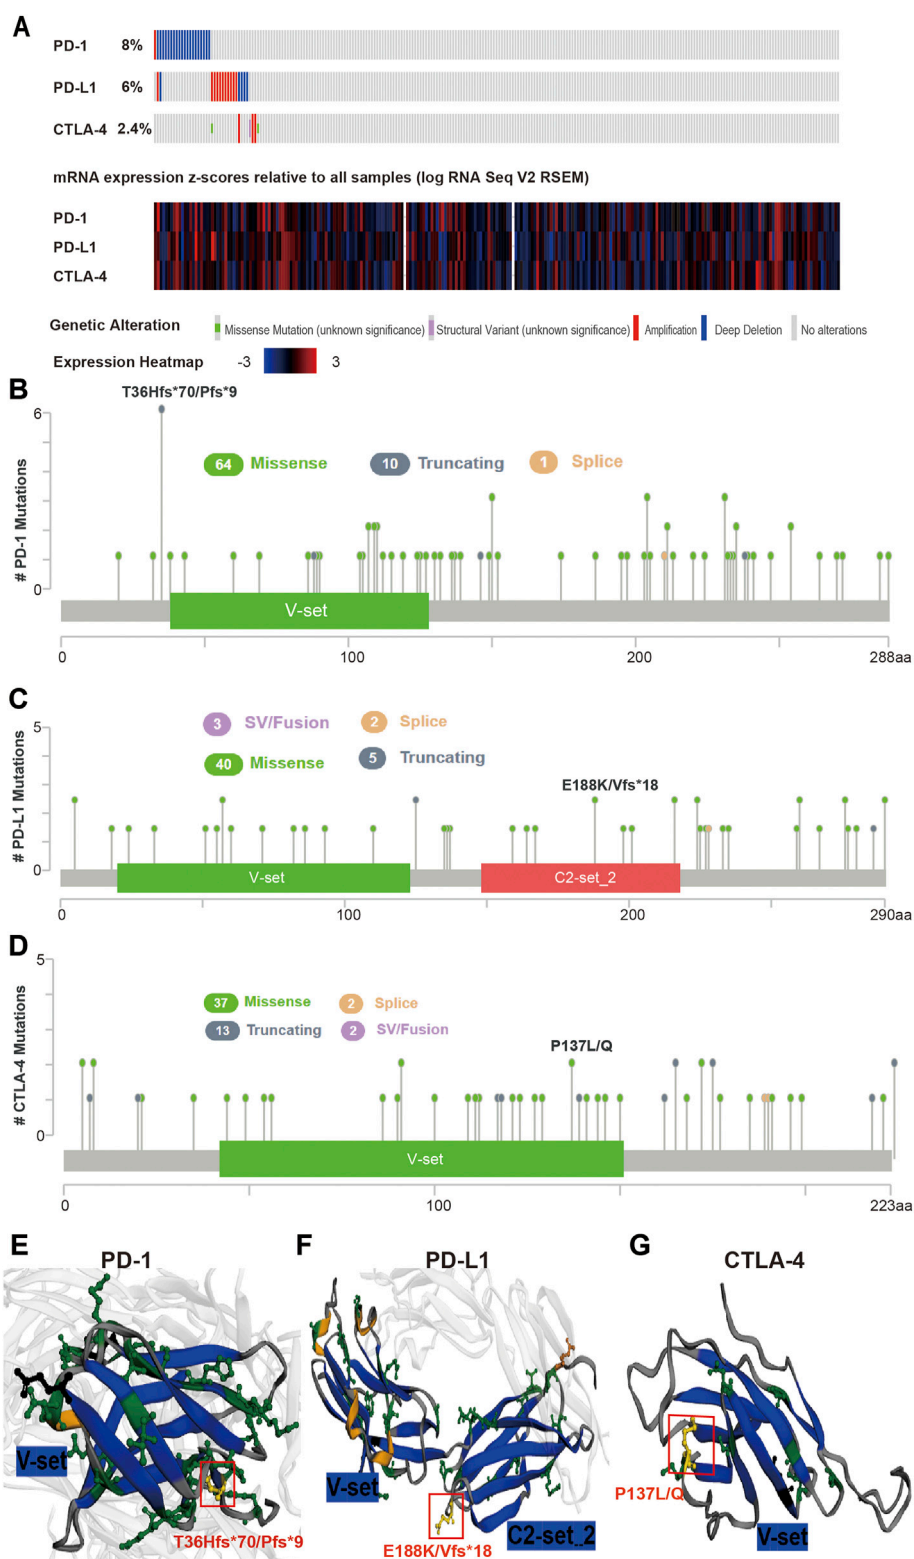 A
PD-1 8%
PD-L1 6%
CTLA-4 2.4%
mRNA expression z-scores relative to all samples (log RNA Seq V2 RSEM)
PD-1
PD-L1
CTLA-4
Genetic Alteration Missense Mutation (unknown significance) Structural Variant (unknown significance) Amplification Deep Deletion No alterations
Expression Heatmap -3 3
B
T36Hfs*70/Pfs*9
6
64 Missense 10 Truncating 1 Splice
# PD-1 Mutations
0
V-set
0 100 200 288aa
C
5
3 SV/Fusion 2 Splice
40 Missense 5 Truncating
E188K/Vfs*18
# PD-L1 Mutations
0
V-set C2-set_2
0 100 200 290aa
D
5
37 Missense 2 Splice
13 Truncating 2 SV/Fusion
P137L/Q
# CTLA-4 Mutations
0
V-set
0 100 223aa
E PD-1 F PD-L1 G CTLA-4
V-set
T36Hfs*70/Pfs*9
V-set
C2-set_2
E188K/Vfs*18
P137L/Q
V-set